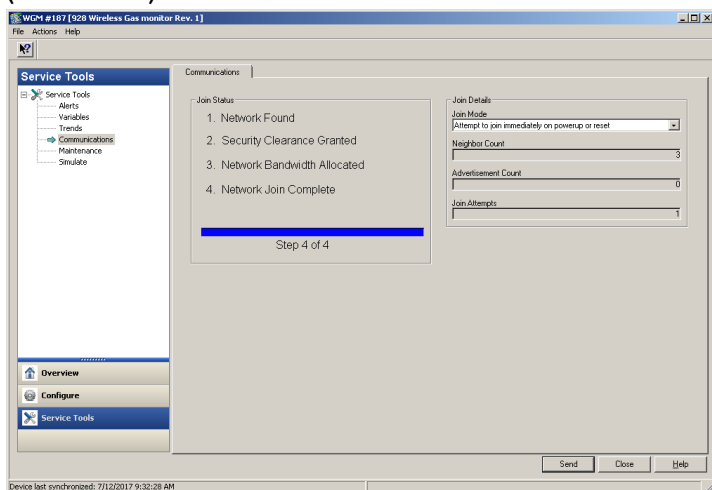 WGM #187 [928 Wireless Gas monitor Rev. 1]
File Actions Help
Service Tools
Service Tools
Alerts
Variables
Trends
Communications
Maintenance
Simulate
Overview
Configure
Service Tools
Communications
Join Status
1. Network Found
2. Security Clearance Granted
3. Network Bandwidth Allocated
4. Network Join Complete
Step 4 of 4
Join Details
Join Mode
Attempt to join immediately on powerup or reset
Neighbor Count
3
Advertisement Count
0
Join Attempts
1
Send Close Help
Device last synchronized: 7/12/2017 9:32:28 AM